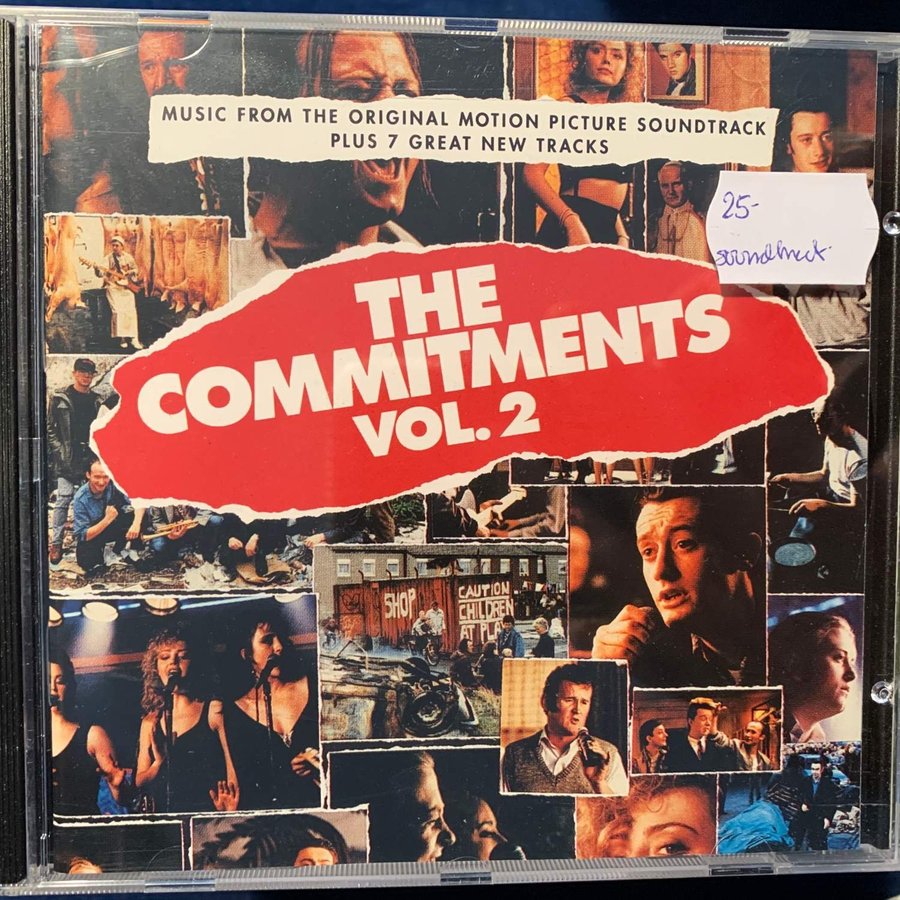 MUSIC FROM THE ORIGINAL MOTION PICTURE SOUNDTRACK
PLUS 7 GREAT NEW TRACKS
25-
soundtrack
THE
COMMITMENTS
VOL. 2
SHOP
CAUTION
CHILDREN
AT PLAY